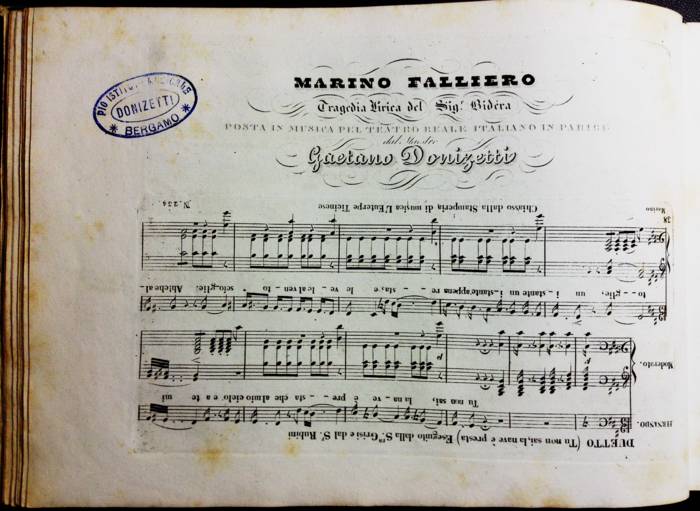 PIO ISTITUTO MUSICALE
DONIZETTI
* BERGAMO *
MARINO FALLIERO
Tragedia Lirica del Sig.r Bidèra
POSTA IN MUSICA PEL TEATRO REALE ITALIANO IN PARIGI
dal Maestro
Gaetano Donizetti
DUETTO (Tu non sai, la nave è presta) Eseguito dalla S.ra Grisi e dal S.r Rubini
FERNANDO.
Tu non sai, la na - ve è pre - - sta che al mio cielo e a te mi
Moderato.
to - - glie, un i - stante un i - stante, appena re - - sta, e le ve - le al ven - - to scio glie. Ahi che al
Marino
Chiasso dalla Stamperia di musica L'Euterpe Ticinese
N. 234.